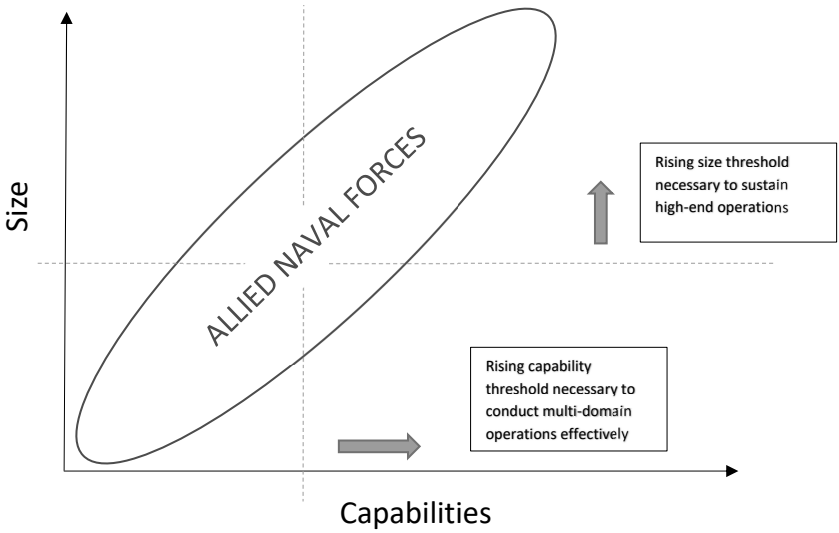 Size
ALLIED NAVAL FORCES
Rising size threshold
necessary to sustain
high-end operations
Rising capability
threshold necessary to
conduct multi-domain
operations effectively
Capabilities